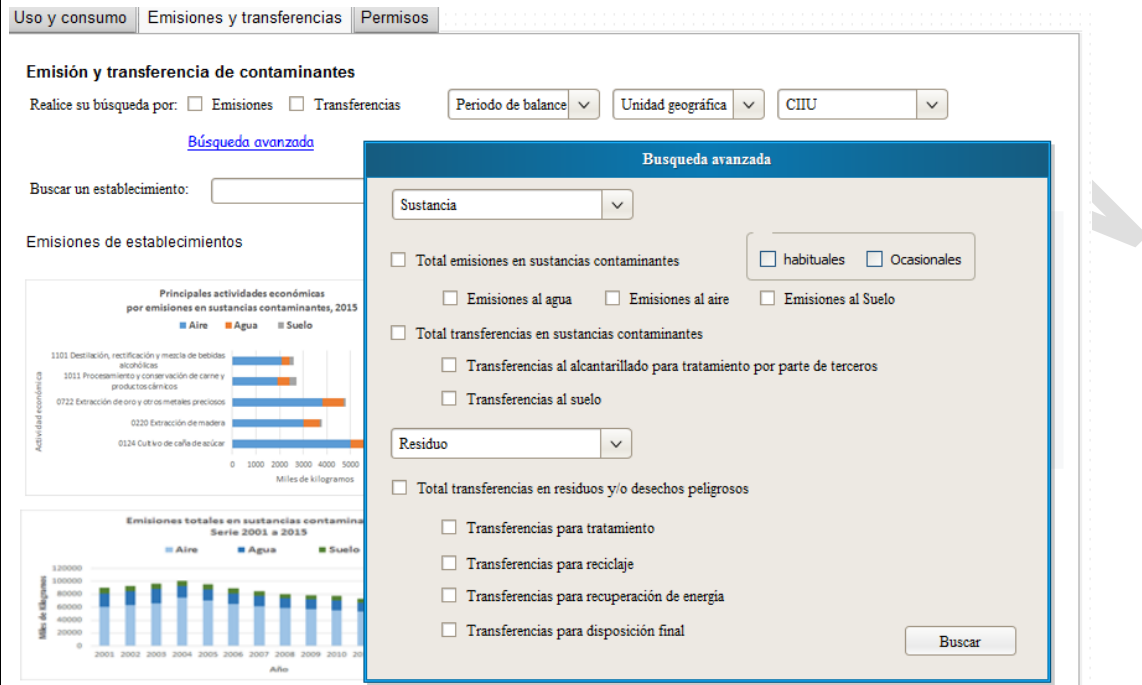 Uso y consumo
Emisiones y transferencias
Permisos
Emisión y transferencia de contaminantes
Realice su búsqueda por:
Emisiones
Transferencias
Periodo de balance
Unidad geográfica
CIIU
Búsqueda avanzada
Buscar un establecimiento:
Emisiones de establecimientos
Principales actividades económicas
por emisiones en sustancias contaminantes, 2015
Aire Agua Suelo
Actividad económica
1101 Destilación, rectificación y mezcla de bebidas
alcohólicas
1011 Procesamiento y conservación de carne y
productos cárnicos
0722 Extracción de oro y otros metales preciosos
0220 Extracción de madera
0124 Cultivo de caña de azúcar
0 1000 2000 3000 4000 5000
Miles de kilogramos
Emisiones totales en sustancias contamina
Serie 2001 a 2015
Aire Agua Suelo
Miles de Kilogramos
120000
100000
80000
60000
40000
20000
0
2001 2002 2003 2004 2005 2006 2007 2008 2009 2010 20
Año
Busqueda avanzada
Sustancia
Total emisiones en sustancias contaminantes
habituales
Ocasionales
Emisiones al agua
Emisiones al aire
Emisiones al Suelo
Total transferencias en sustancias contaminantes
Transferencias al alcantarillado para tratamiento por parte de terceros
Transferencias al suelo
Residuo
Total transferencias en residuos y/o desechos peligrosos
Transferencias para tratamiento
Transferencias para reciclaje
Transferencias para recuperación de energia
Transferencias para disposición final
Buscar